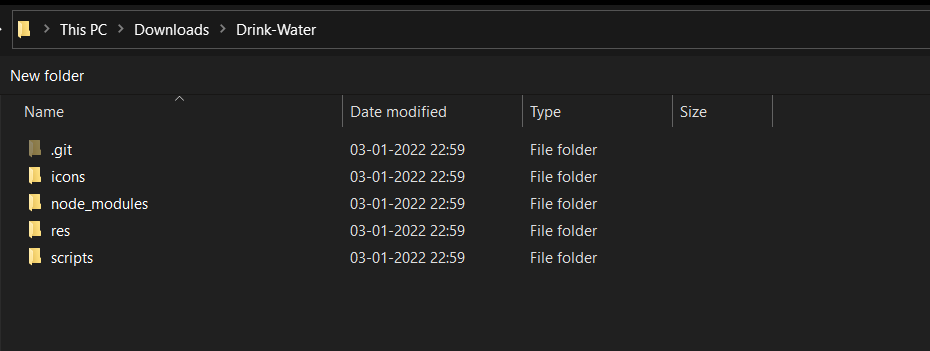 This PC Downloads Drink-Water
New folder
Name Date modified Type Size
.git 03-01-2022 22:59 File folder
icons 03-01-2022 22:59 File folder
node_modules 03-01-2022 22:59 File folder
res 03-01-2022 22:59 File folder
scripts 03-01-2022 22:59 File folder